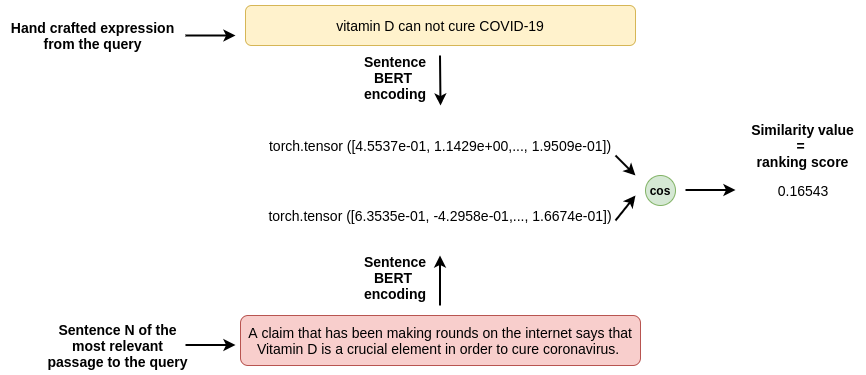 Hand crafted expression
from the query
vitamin D can not cure COVID-19
Sentence
BERT
encoding
torch.tensor ([4.5537e-01, 1.1429e+00,..., 1.9509e-01])
Similarity value
=
ranking score
cos
0.16543
torch.tensor ([6.3535e-01, -4.2958e-01,..., 1.6674e-01])
Sentence
BERT
encoding
Sentence N of the
most relevant
passage to the query
A claim that has been making rounds on the internet says that
Vitamin D is a crucial element in order to cure coronavirus.